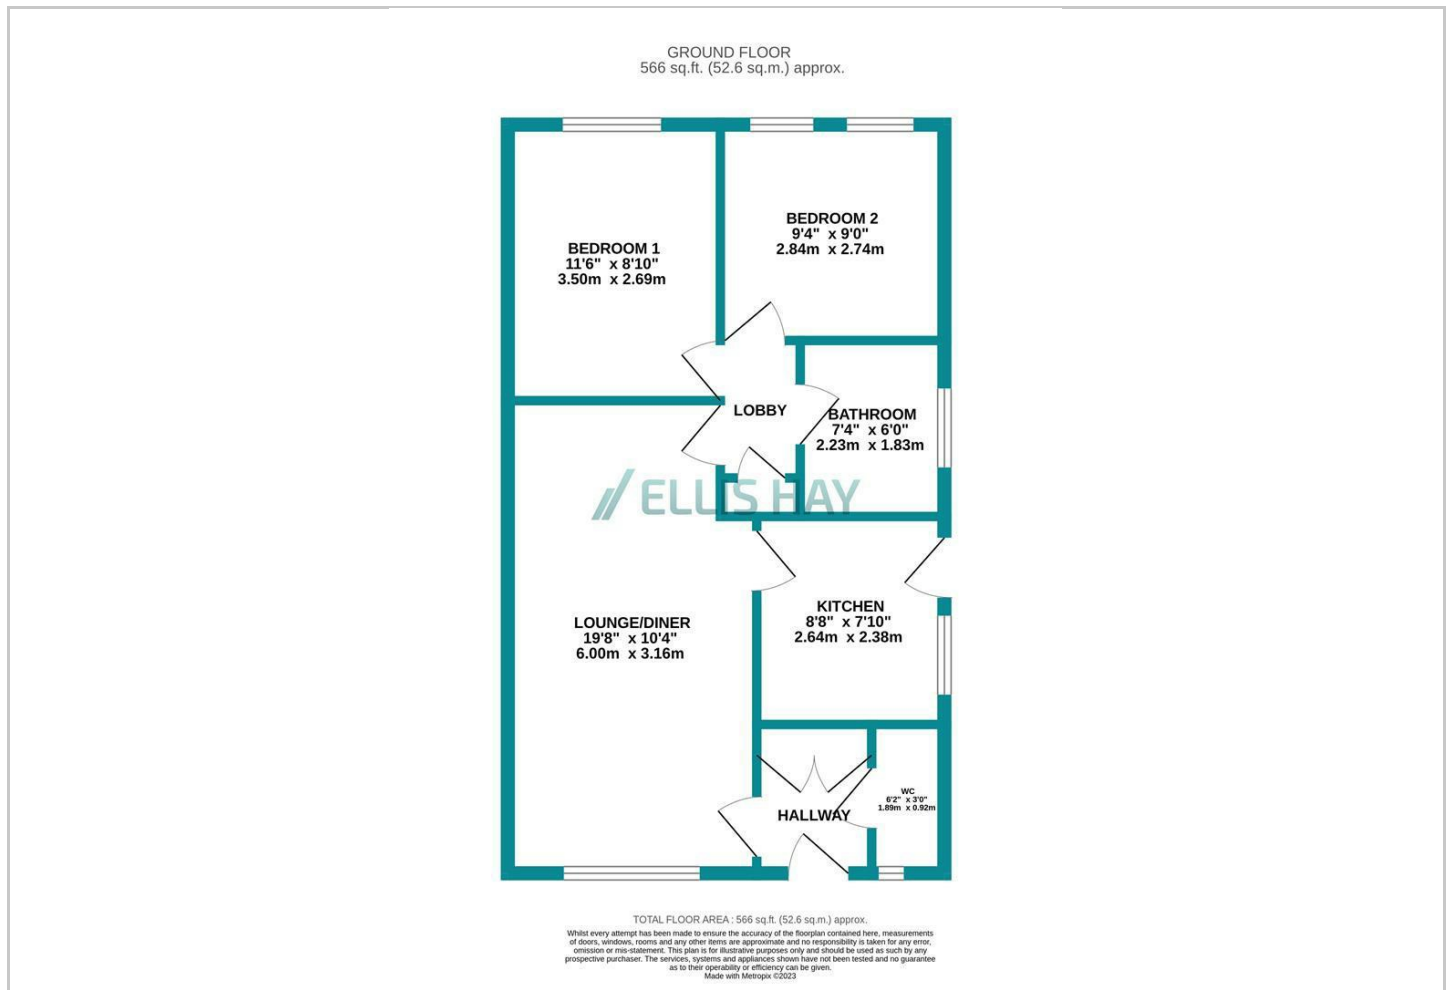 GROUND FLOOR
566 sq.ft. (52.6 sq.m.) approx.
BEDROOM 1
11'6" x 8'10"
3.50m x 2.69m
BEDROOM 2
9'4" x 9'0"
2.84m x 2.74m
LOBBY
BATHROOM
7'4" x 6'0"
2.23m x 1.83m
ELLIS HAY
LOUNGE/DINER
19'8" x 10'4"
6.00m x 3.16m
KITCHEN
8'8" x 7'10"
2.64m x 2.38m
WC
6'2" x 3'0"
1.89m x 0.92m
HALLWAY
TOTAL FLOOR AREA : 566 sq.ft. (52.6 sq.m.) approx.
Whilst every attempt has been made to ensure the accuracy of the floorplan contained here, measurements
of doors, windows, rooms and any other items are approximate and no responsibility is taken for any error,
omission or mis-statement. This plan is for illustrative purposes only and should be used as such by any
prospective purchaser. The services, systems and appliances shown have not been tested and no guarantee
as to their operability or efficiency can be given.
Made with Metropix ©2023